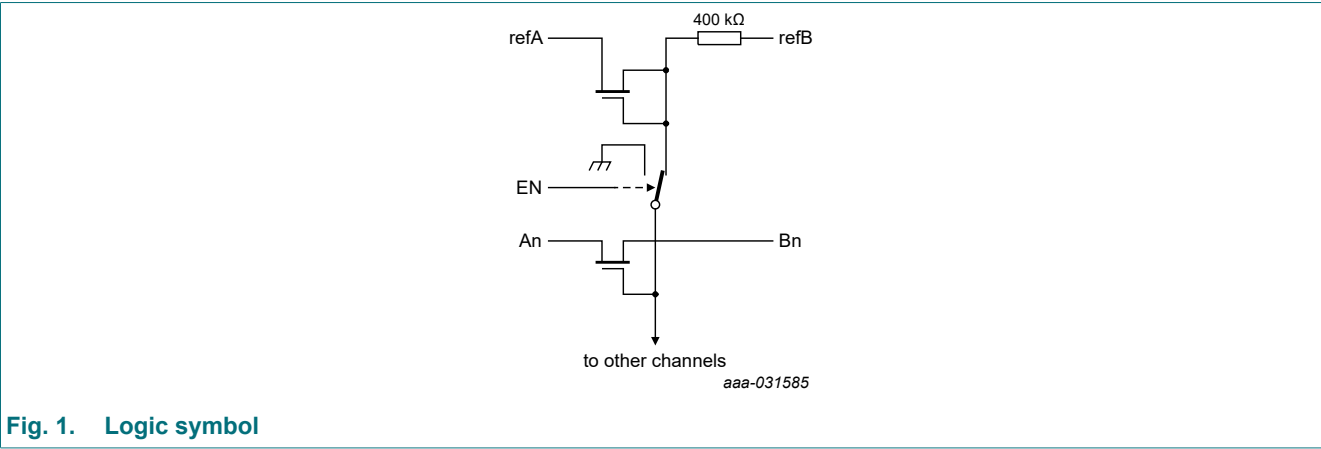 400 kΩ
refA
refB
EN
An
Bn
to other channels
aaa-031585
Fig. 1. Logic symbol